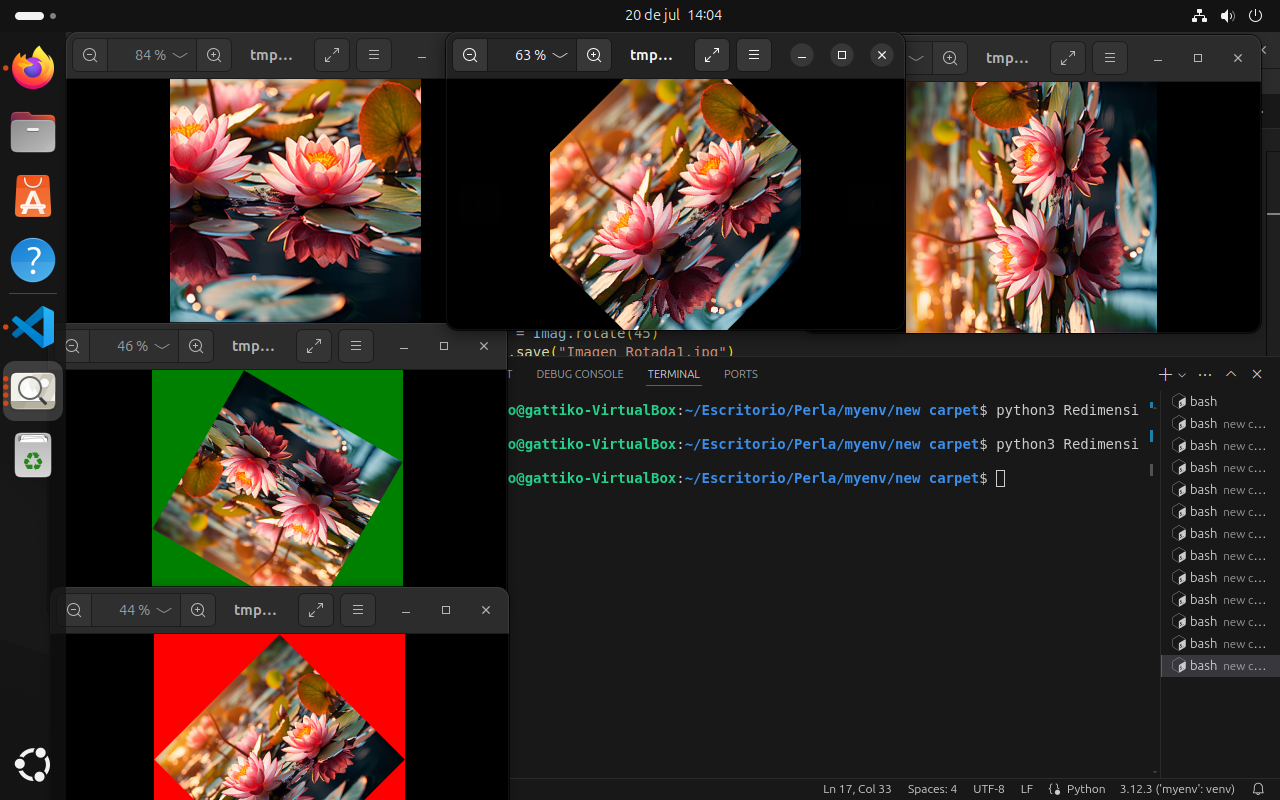 20 de jul 14:04
84 %
tmp…
63 %
tmp…
tmp…
= Imag.rotate(45)
.save("Imagen_Rotada1.jpg")
46 %
tmp…
T
DEBUG CONSOLE
TERMINAL
PORTS
o@gattiko-VirtualBox:~/Escritorio/Perla/myenv/new carpet$ python3 Redimensi
o@gattiko-VirtualBox:~/Escritorio/Perla/myenv/new carpet$ python3 Redimensi
o@gattiko-VirtualBox:~/Escritorio/Perla/myenv/new carpet$
bash
bash new c…
bash new c…
bash new c…
bash new c…
bash new c…
bash new c…
bash new c…
bash new c…
bash new c…
bash new c…
bash new c…
bash new c…
44 %
tmp…
Ln 17, Col 33
Spaces: 4
UTF-8
LF
Python
3.12.3 ('myenv': venv)